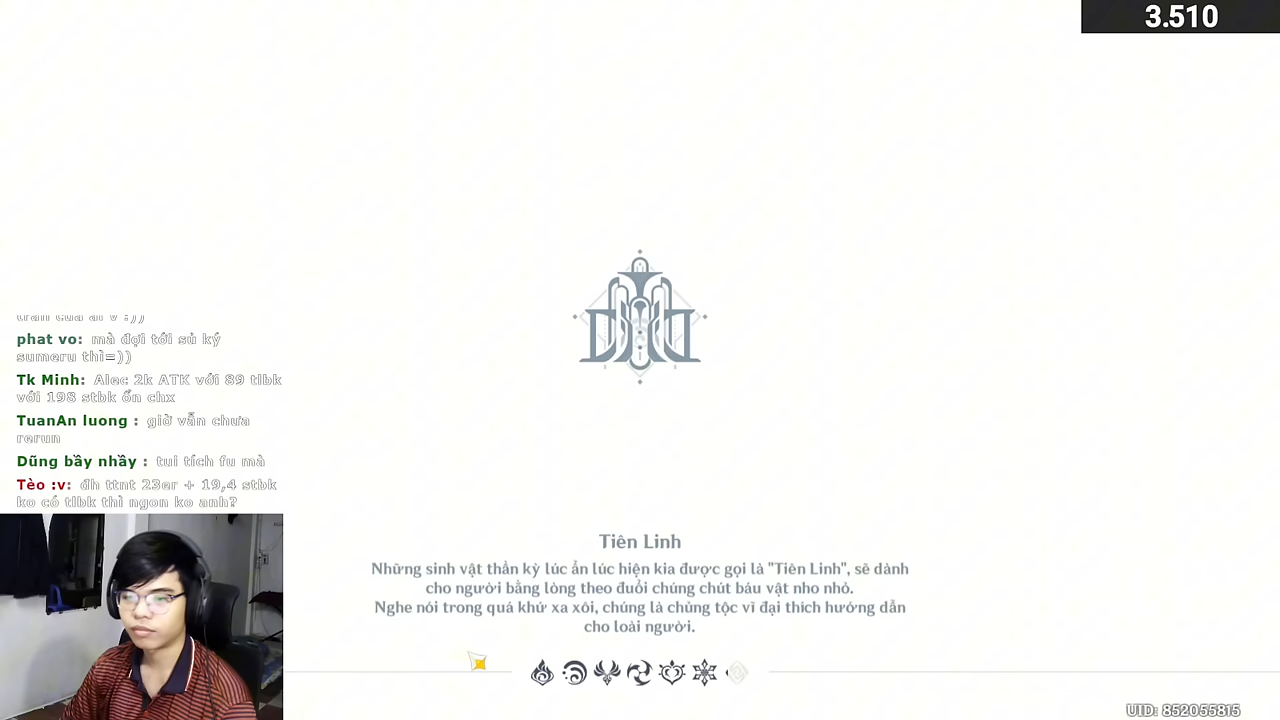 3.510
trần của ai v :))
phat vo: mà đợi tới sủ ký
sumeru thì=))
Tk Minh: Alec 2k ATK với 89 tlbk
với 198 stbk ổn chx
TuanAn luong : giờ vẫn chưa
rerun
Dũng bầy nhầy : tui tích fu mà
Tèo :v: đh ttnt 23er + 19,4 stbk
ko có tlbk thì ngon ko anh?
Tiên Linh
Những sinh vật thần kỳ lúc ẩn lúc hiện kia được gọi là "Tiên Linh", sẽ dành
cho người bằng lòng theo đuổi chúng chút báu vật nho nhỏ.
Nghe nói trong quá khứ xa xôi, chúng là chủng tộc vĩ đại thích hướng dẫn
cho loài người.
UID: 852055815